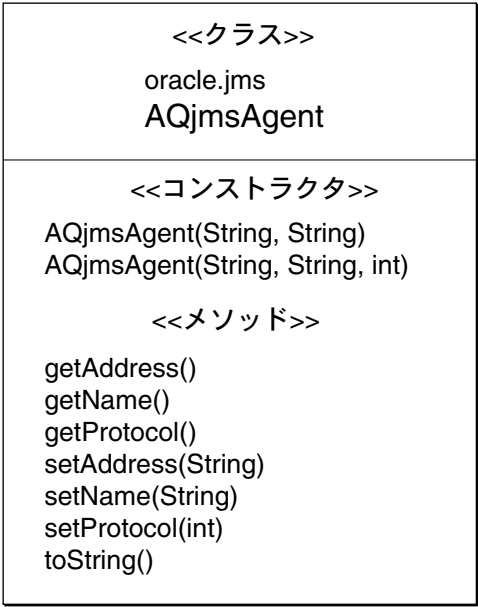 <<クラス>>
oracle.jms
AQjmsAgent
<<コンストラクタ>>
AQjmsAgent(String, String)
AQjmsAgent(String, String, int)
<<メソッド>>
getAddress()
getName()
getProtocol()
setAddress(String)
setName(String)
setProtocol(int)
toString()